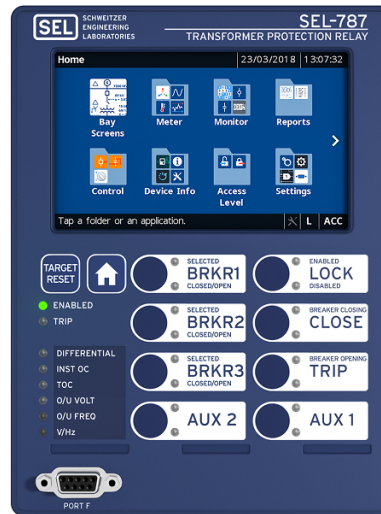 SEL SCHWEITZER
ENGINEERING
LABORATORIES
SEL-787
TRANSFORMER PROTECTION RELAY
Home 23/03/2018 13:07:32
Bay
Screens
Meter
Monitor
Reports
Control
Device Info
Access
Level
Settings
Tap a folder or an application. L ACC
TARGET
RESET
SELECTED
BRKR1
CLOSED/OPEN
ENABLED
LOCK
DISABLED
ENABLED
TRIP
SELECTED
BRKR2
CLOSED/OPEN
BREAKER CLOSING
CLOSE
DIFFERENTIAL
INST OC
TOC
O/U VOLT
O/U FREQ
V/Hz
SELECTED
BRKR3
CLOSED/OPEN
BREAKER OPENING
TRIP
AUX 2
AUX 1
PORT F